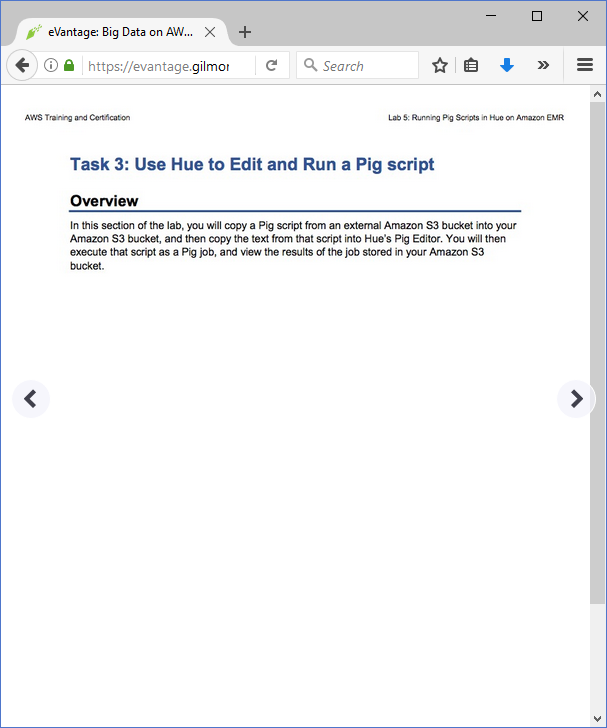 eVantage: Big Data on AW...
https://evantage.gilmor
Search
AWS Training and Certification
Lab 5: Running Pig Scripts in Hue on Amazon EMR
Task 3: Use Hue to Edit and Run a Pig script
Overview
In this section of the lab, you will copy a Pig script from an external Amazon S3 bucket into your
Amazon S3 bucket, and then copy the text from that script into Hue's Pig Editor. You will then
execute that script as a Pig job, and view the results of the job stored in your Amazon S3
bucket.